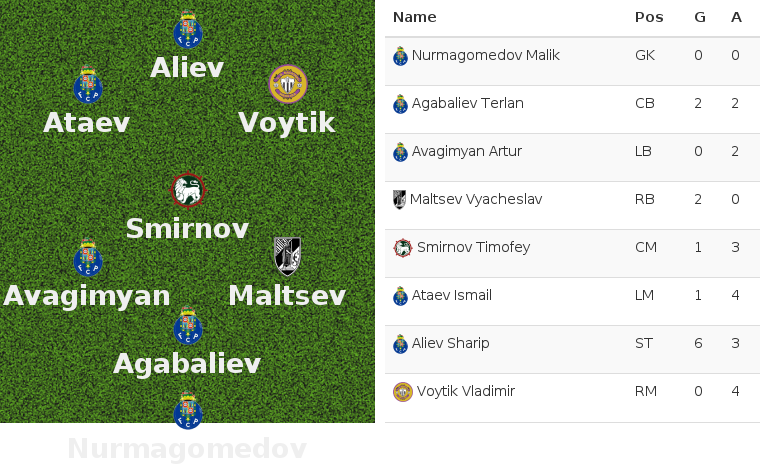 Aliev
Ataev
Voytik
Smirnov
Avagimyan
Maltsev
Agabaliev
Nurmagomedov
Name Pos G A
Nurmagomedov Malik GK 0 0
Agabaliev Terlan CB 2 2
Avagimyan Artur LB 0 2
Maltsev Vyacheslav RB 2 0
Smirnov Timofey CM 1 3
Ataev Ismail LM 1 4
Aliev Sharip ST 6 3
Voytik Vladimir RM 0 4